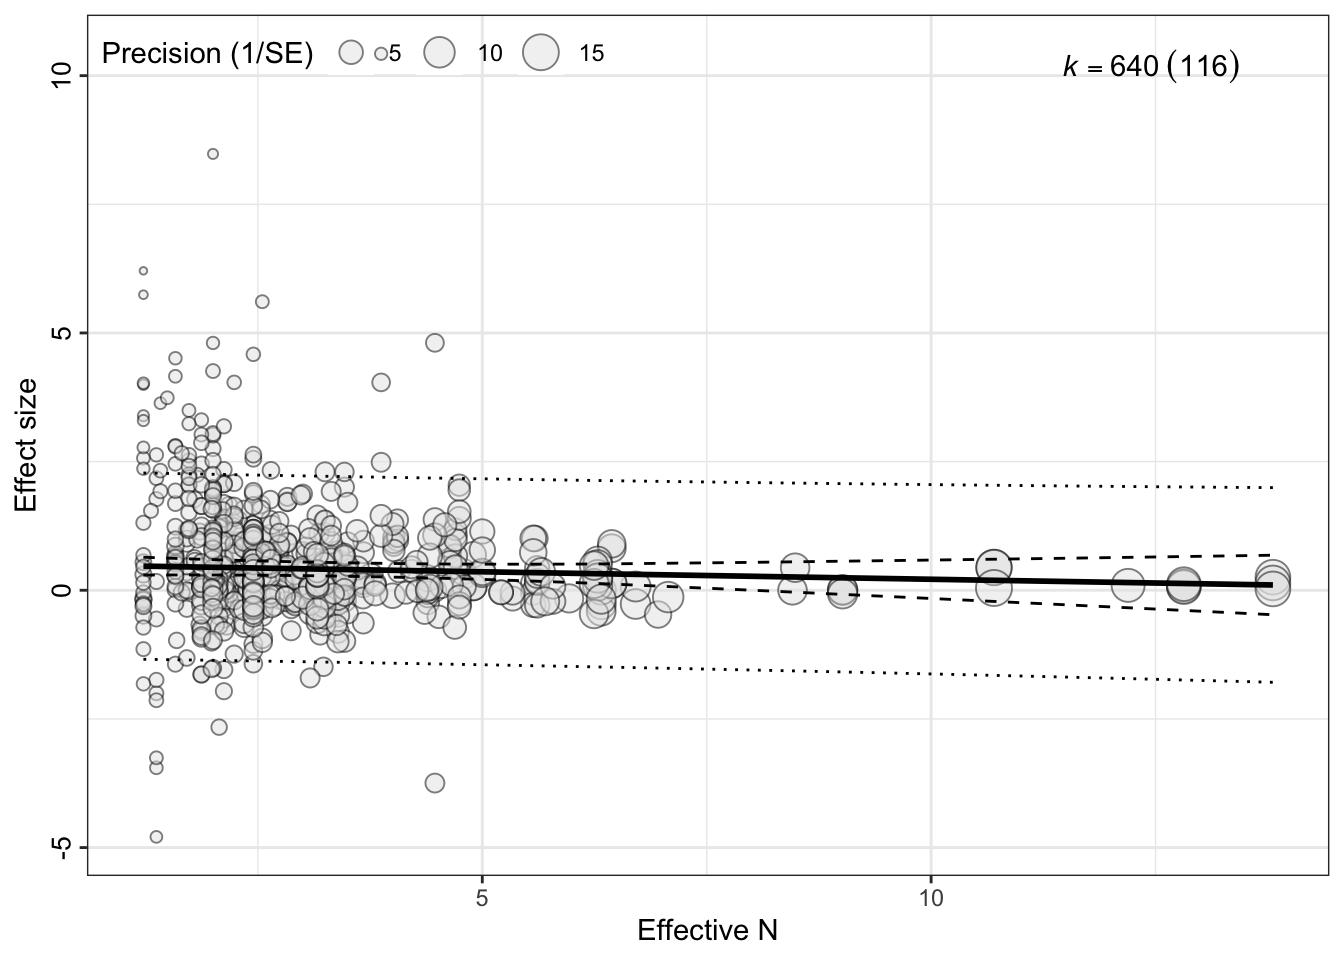 Precision (1/SE) 5 10 15
k = 640 (116)
10
5
0
-5
Effect size
5 10
Effective N